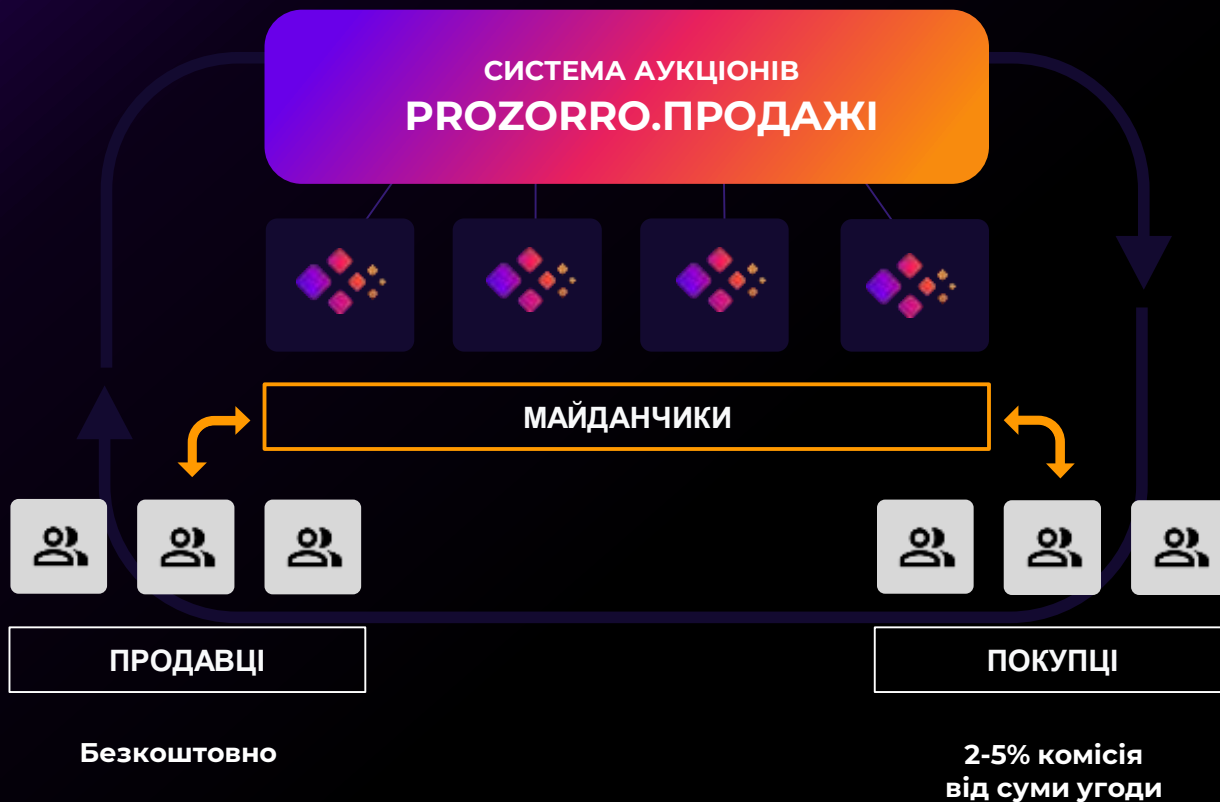 СИСТЕМА АУКЦІОНІВ
PROZORRO.ПРОДАЖІ
МАЙДАНЧИКИ
ПРОДАВЦІ
ПОКУПЦІ
Безкоштовно
2-5% комісія
від суми угоди